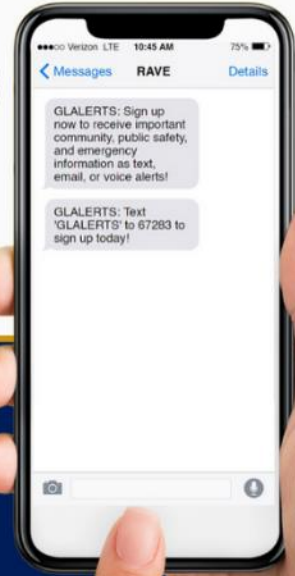 ●●●○○ Verizon LTE 10:45 AM 75%
Messages RAVE Details
GLALERTS: Sign up
now to receive important
community, public safety,
and emergency
information as text,
email, or voice alerts!
GLALERTS: Text
'GLALERTS' to 67283 to
sign up today!